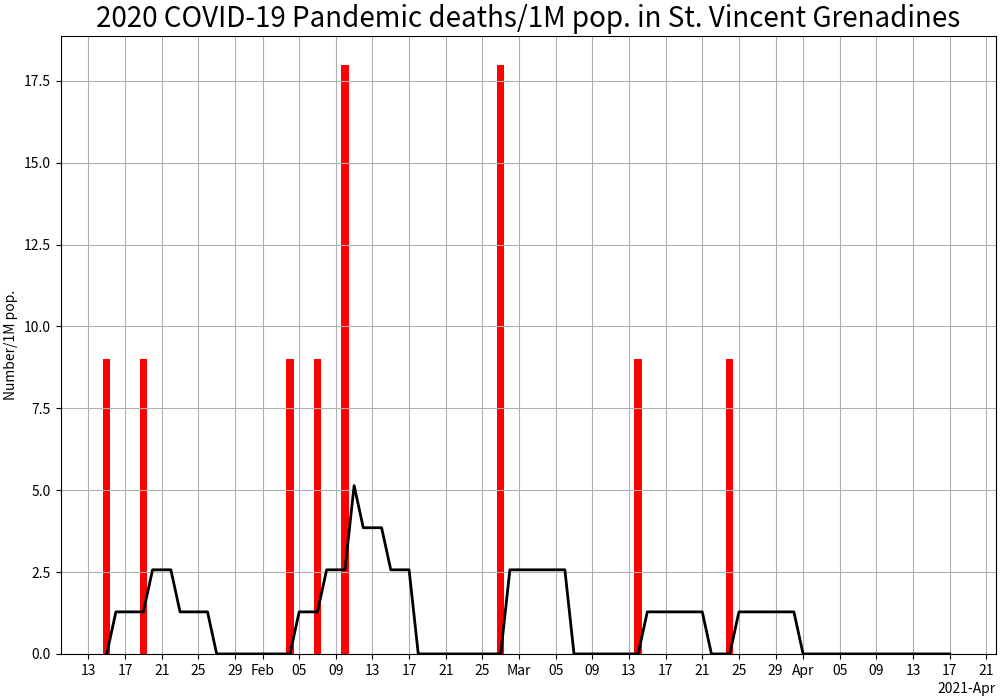 2020 COVID-19 Pandemic deaths/1M pop. in St. Vincent Grenadines
Number/1M pop.
17.5
15.0
12.5
10.0
7.5
5.0
2.5
0.0
13 17 21 25 29 Feb 05 09 13 17 21 25 Mar 05 09 13 17 21 25 29 Apr 05 09 13 17 21
2021-Apr